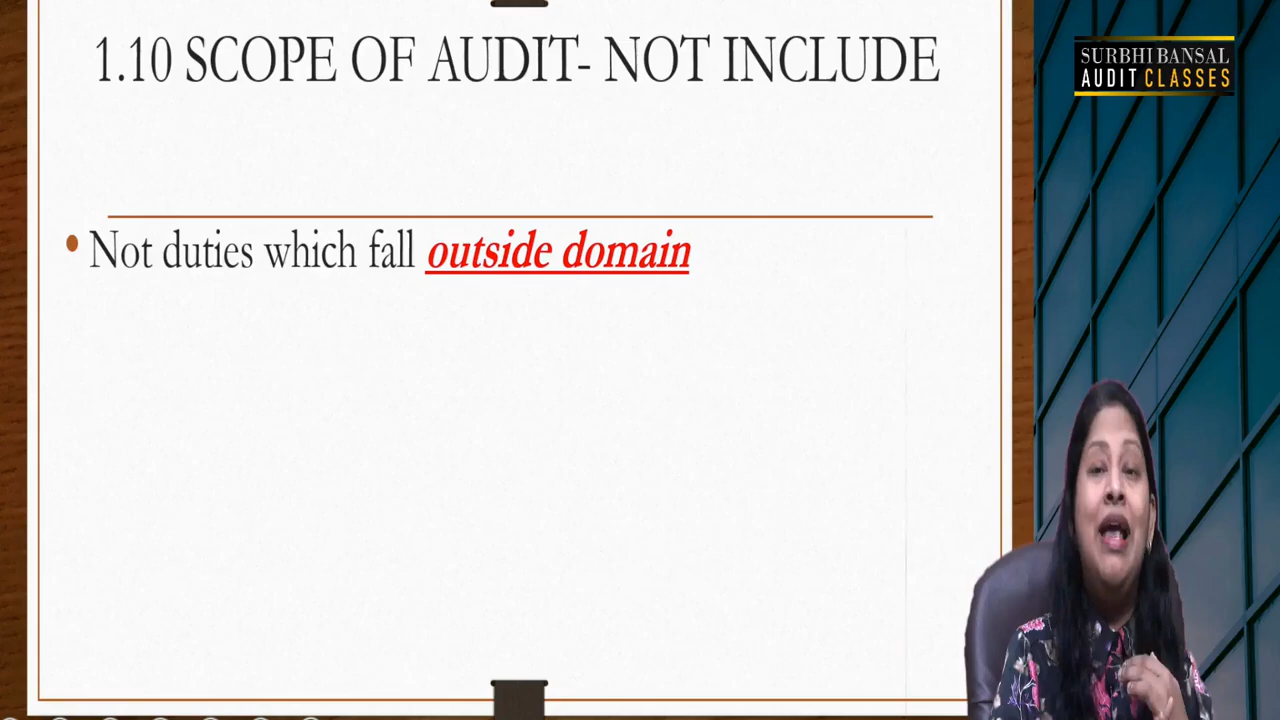 1.10 SCOPE OF AUDIT- NOT INCLUDE
SURBHI BANSAL
AUDIT CLASSES
• Not duties which fall outside domain